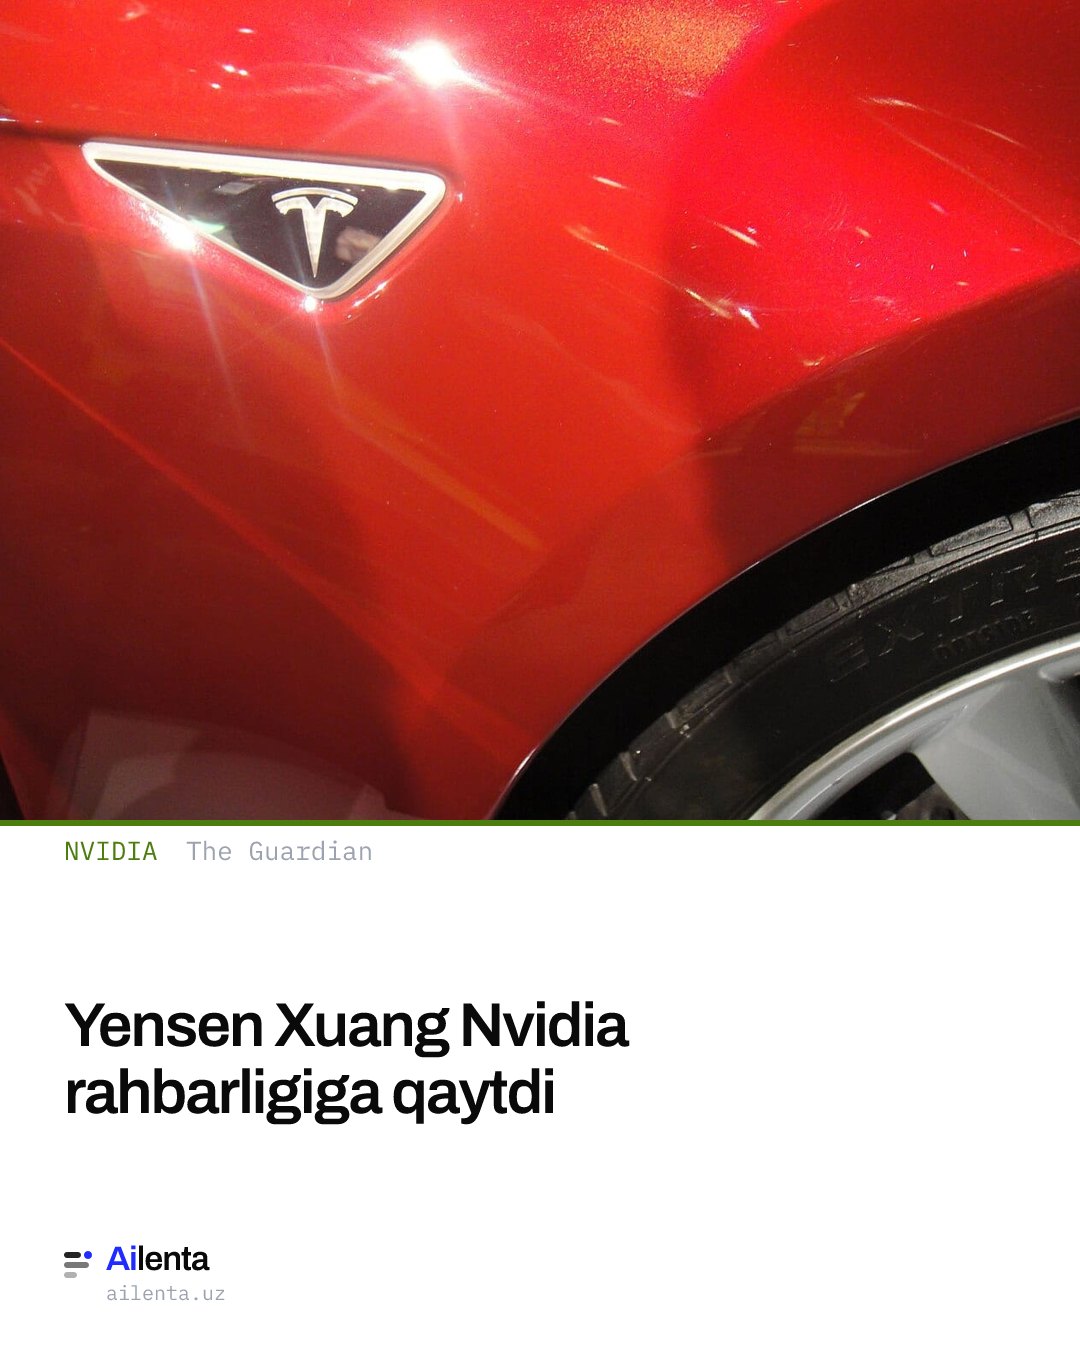 NVIDIA The Guardian
Yensen Xuang Nvidia
rahbarligiga qaytdi
Ailenta
ailenta.uz